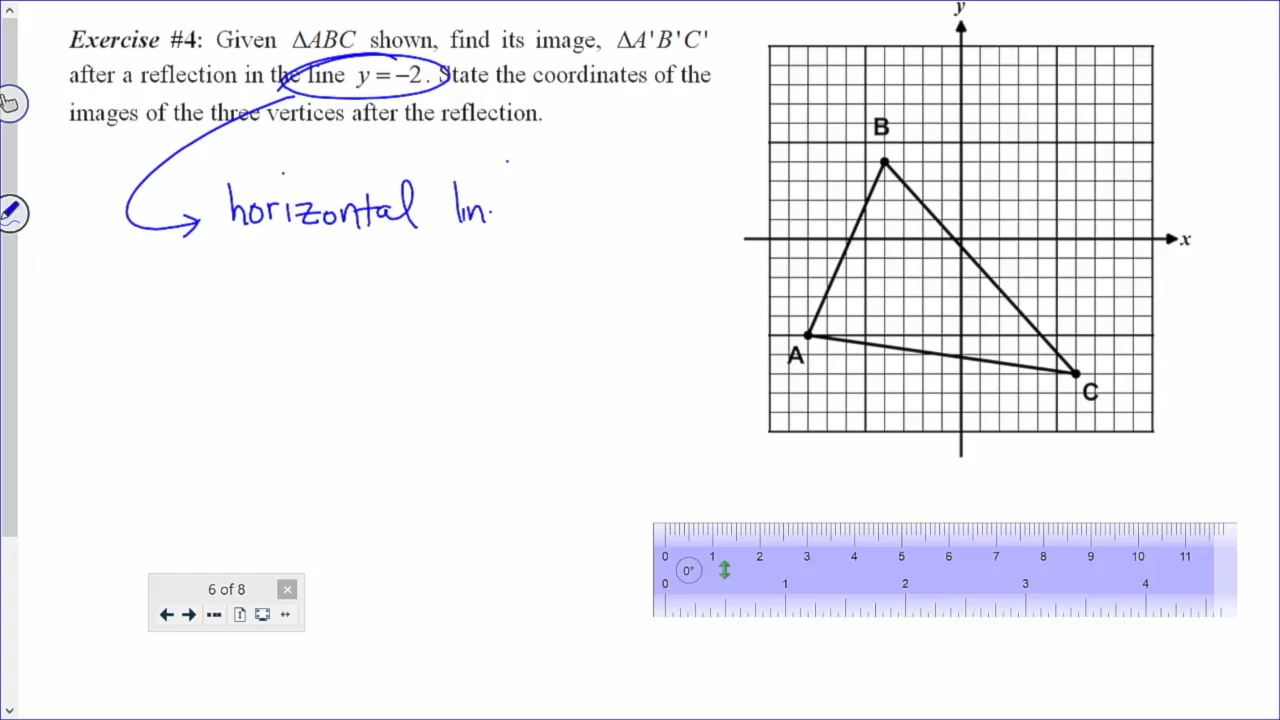 Exercise #4: Given ΔABC shown, find its image, ΔA'B'C'
after a reflection in the line y = −2. State the coordinates of the
images of the three vertices after the reflection.
horizontal lin
y
x
B
A
C
0 1 2 3 4 5 6 7 8 9 10 11
0°
0 1 2 3 4
6 of 8